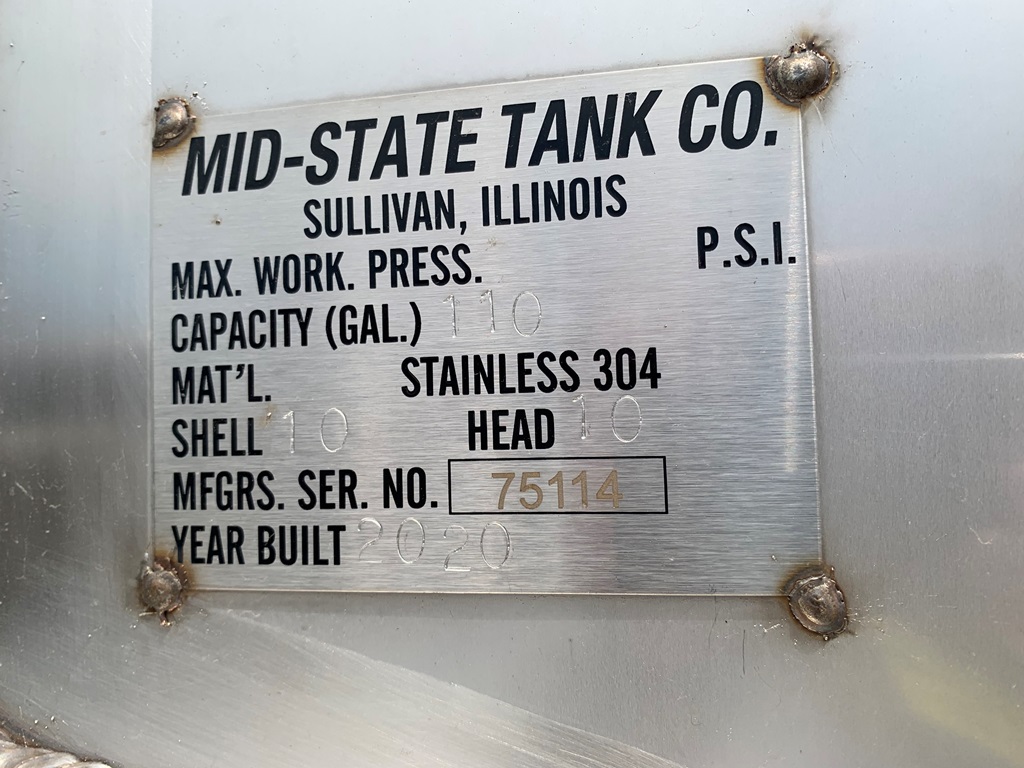 MID-STATE TANK CO.
SULLIVAN, ILLINOIS
MAX. WORK. PRESS. P.S.I.
CAPACITY (GAL.) 110
MAT'L. STAINLESS 304
SHELL 10 HEAD 10
MFGRS. SER. NO. 75114
YEAR BUILT 2020